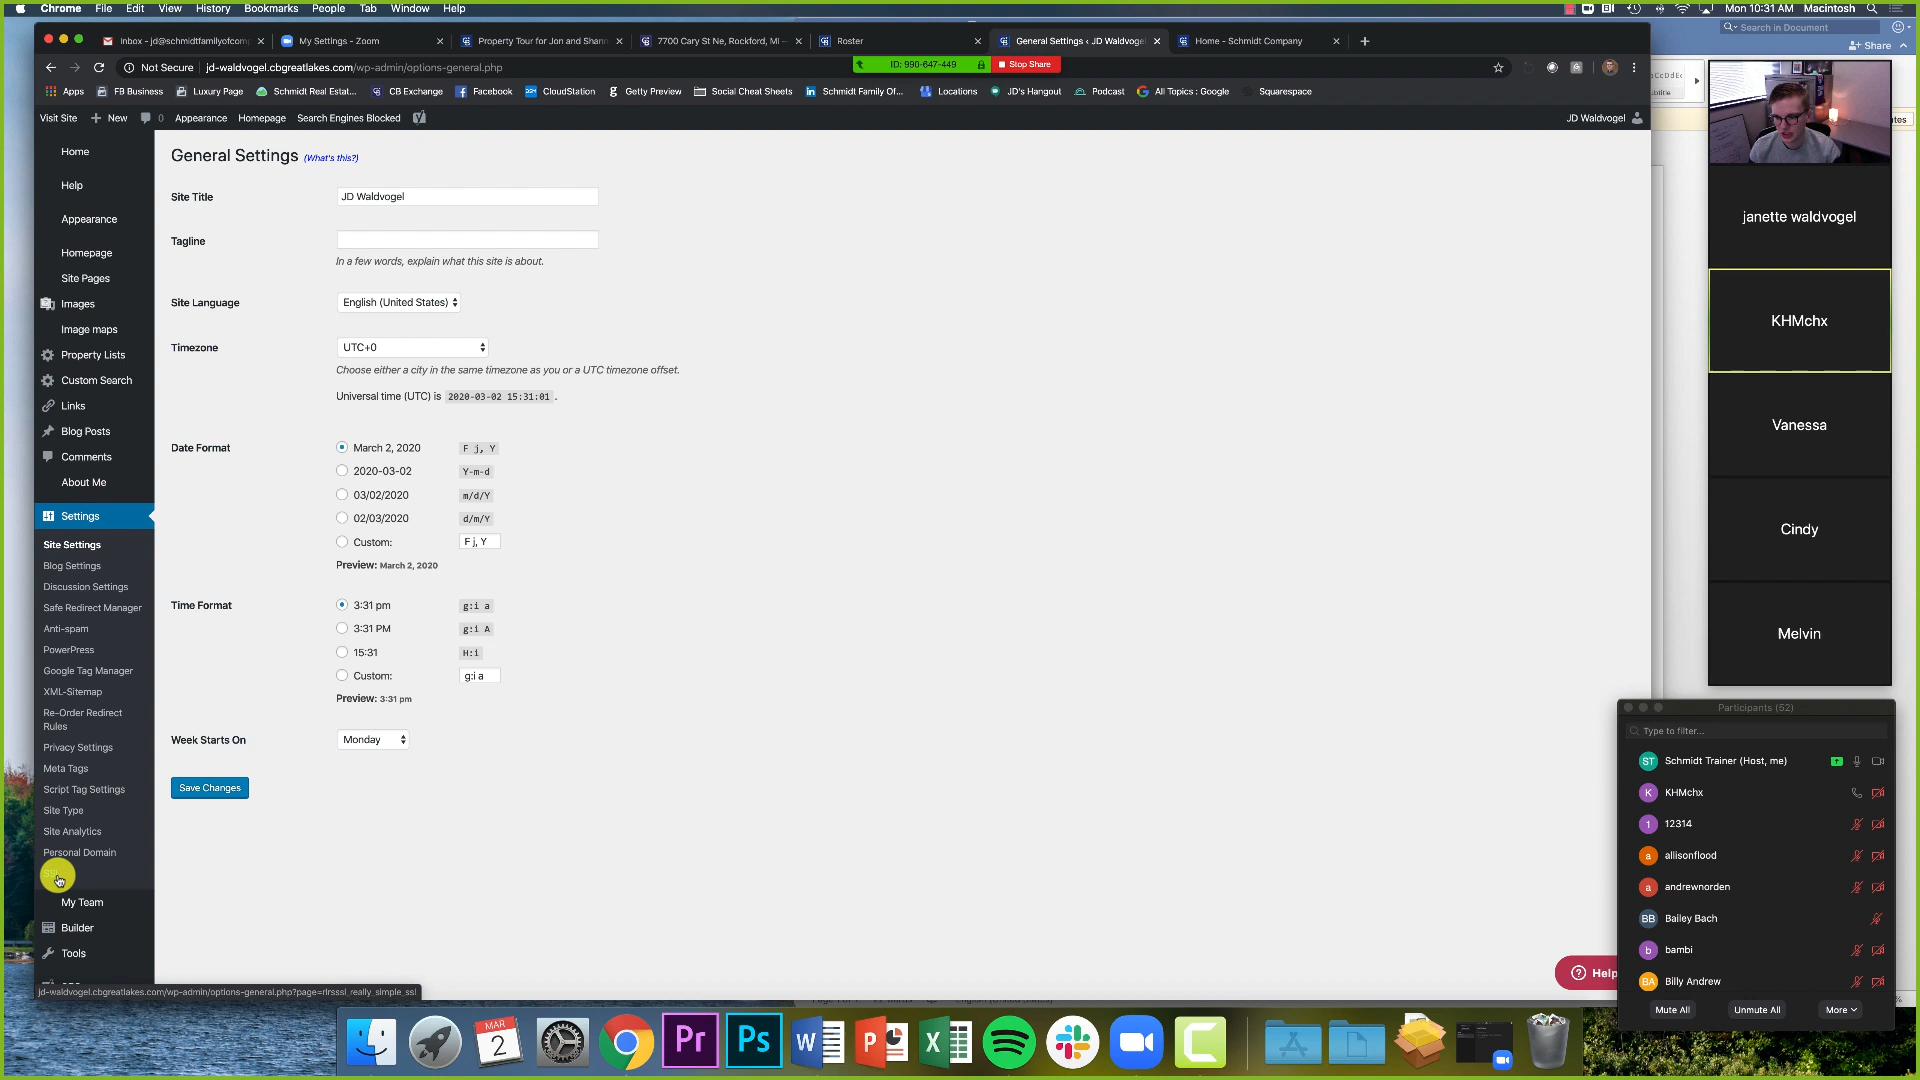 Chrome File Edit View History Bookmarks People Tab Window Help
Mon 10:31 AM Macintosh
Search in Document
Share
Inbox - jd@schmidtfamilyofcom
My Settings - Zoom
Property Tour for Jon and Shann
7700 Cary St Ne, Rockford, MI –
Roster
General Settings ‹ JD Waldvogel
Home - Schmidt Company
Not Secure
jd-waldvogel.cbgreatlakes.com/wp-admin/options-general.php
ID: 990-647-449
Stop Share
Apps
FB Business
Luxury Page
Schmidt Real Estat...
CB Exchange
Facebook
CloudStation
Getty Preview
Social Cheat Sheets
Schmidt Family Of...
Locations
JD's Hangout
Podcast
All Topics : Google
Squarespace
Visit Site
New
0
Appearance
Homepage
Search Engines Blocked
JD Waldvogel
Home
Help
Appearance
Homepage
Site Pages
Images
Image maps
Property Lists
Custom Search
Links
Blog Posts
Comments
About Me
Settings
Site Settings
Blog Settings
Discussion Settings
Safe Redirect Manager
Anti-spam
PowerPress
Google Tag Manager
XML-Sitemap
Re-Order Redirect
Rules
Privacy Settings
Meta Tags
Script Tag Settings
Site Type
Site Analytics
Personal Domain
My Team
Builder
Tools
jd-waldvogel.cbgreatlakes.com/wp-admin/options-general.php?page=rlrsssl_really_simple_ssl
General Settings (What's this?)
Site Title
JD Waldvogel
Tagline
In a few words, explain what this site is about.
Site Language
English (United States)
Timezone
UTC+0
Choose either a city in the same timezone as you or a UTC timezone offset.
Universal time (UTC) is 2020-03-02 15:31:01 .
Date Format
March 2, 2020 F j, Y
2020-03-02 Y-m-d
03/02/2020 m/d/Y
02/03/2020 d/m/Y
Custom: F j, Y
Preview: March 2, 2020
Time Format
3:31 pm g:i a
3:31 PM g:i A
15:31 H:i
Custom: g:i a
Preview: 3:31 pm
Week Starts On
Monday
Save Changes
Help
janette waldvogel
KHMchx
Vanessa
Cindy
Melvin
Participants (52)
Type to filter...
ST Schmidt Trainer (Host, me)
K KHMchx
1 12314
a allisonflood
a andrewnorden
BB Bailey Bach
b bambi
BA Billy Andrew
Mute All
Unmute All
More
MAR
2
Pr
Ps
W
P
X